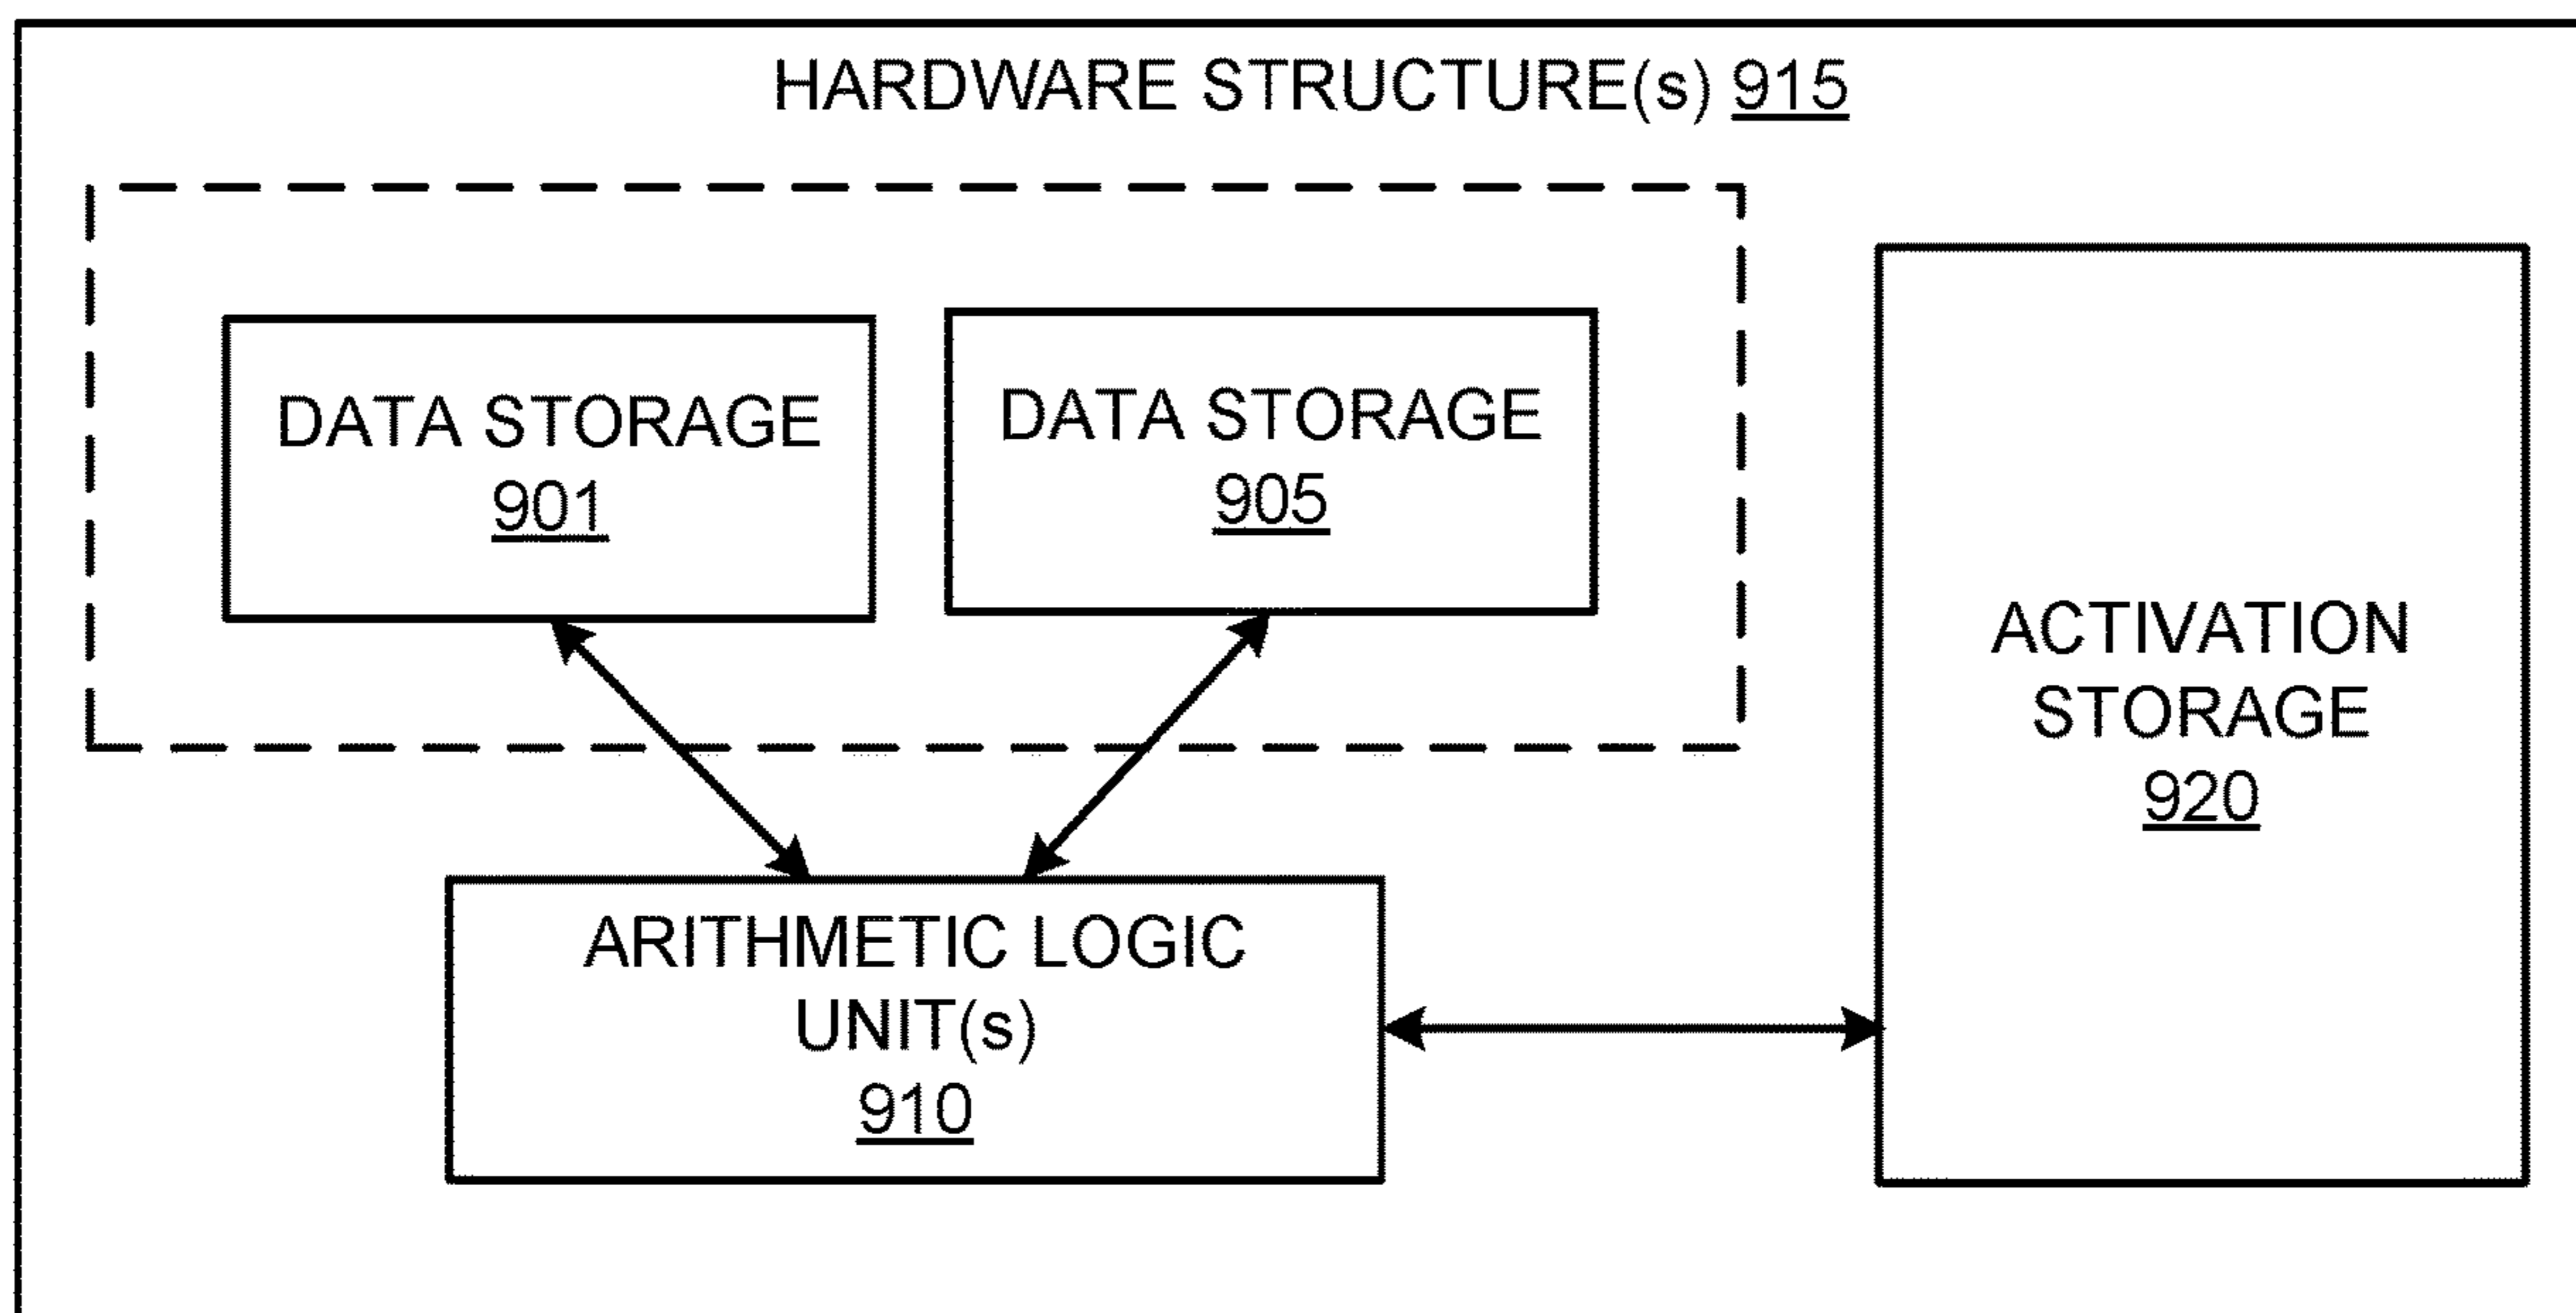 HARDWARE STRUCTURE(s) 915
DATA STORAGE
901
DATA STORAGE
905
ACTIVATION
STORAGE
920
ARITHMETIC LOGIC
UNIT(s)
910